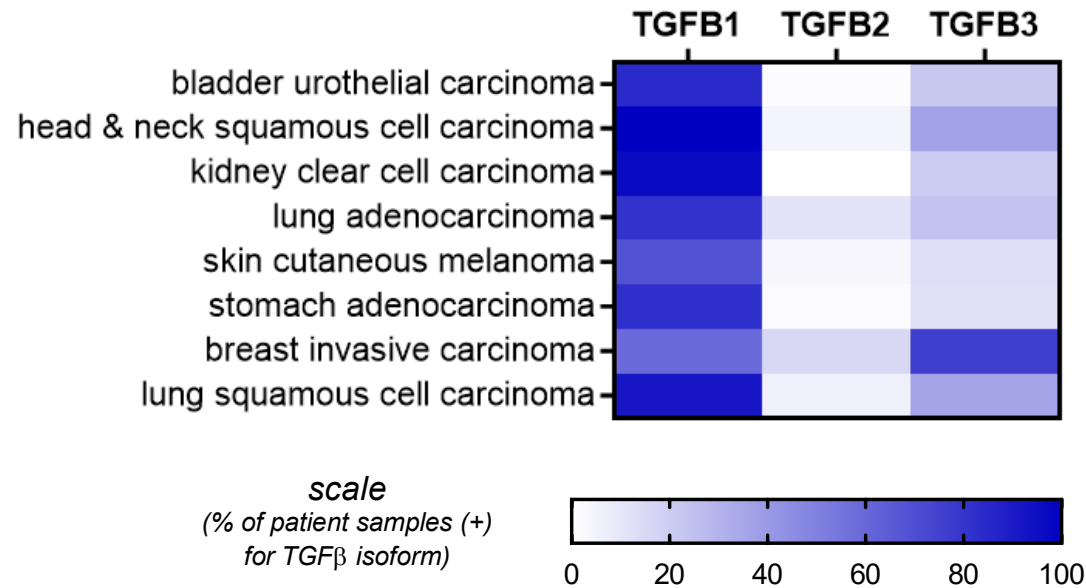 TGFB1 TGFB2 TGFB3
bladder urothelial carcinoma
head & neck squamous cell carcinoma
kidney clear cell carcinoma
lung adenocarcinoma
skin cutaneous melanoma
stomach adenocarcinoma
breast invasive carcinoma
lung squamous cell carcinoma
scale
(% of patient samples (+)
for TGFβ isoform)
0 20 40 60 80 100